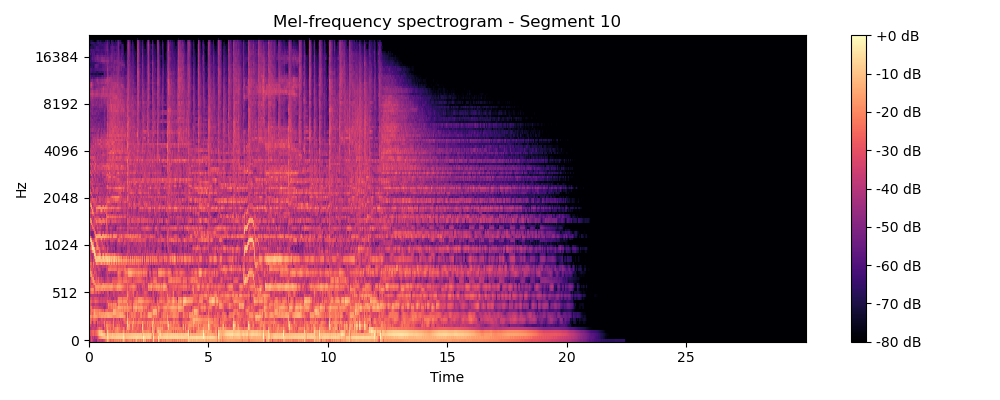 Mel-frequency spectrogram - Segment 10
16384
8192
4096
2048
1024
512
0
Hz
0 5 10 15 20 25
Time
+0 dB
-10 dB
-20 dB
-30 dB
-40 dB
-50 dB
-60 dB
-70 dB
-80 dB